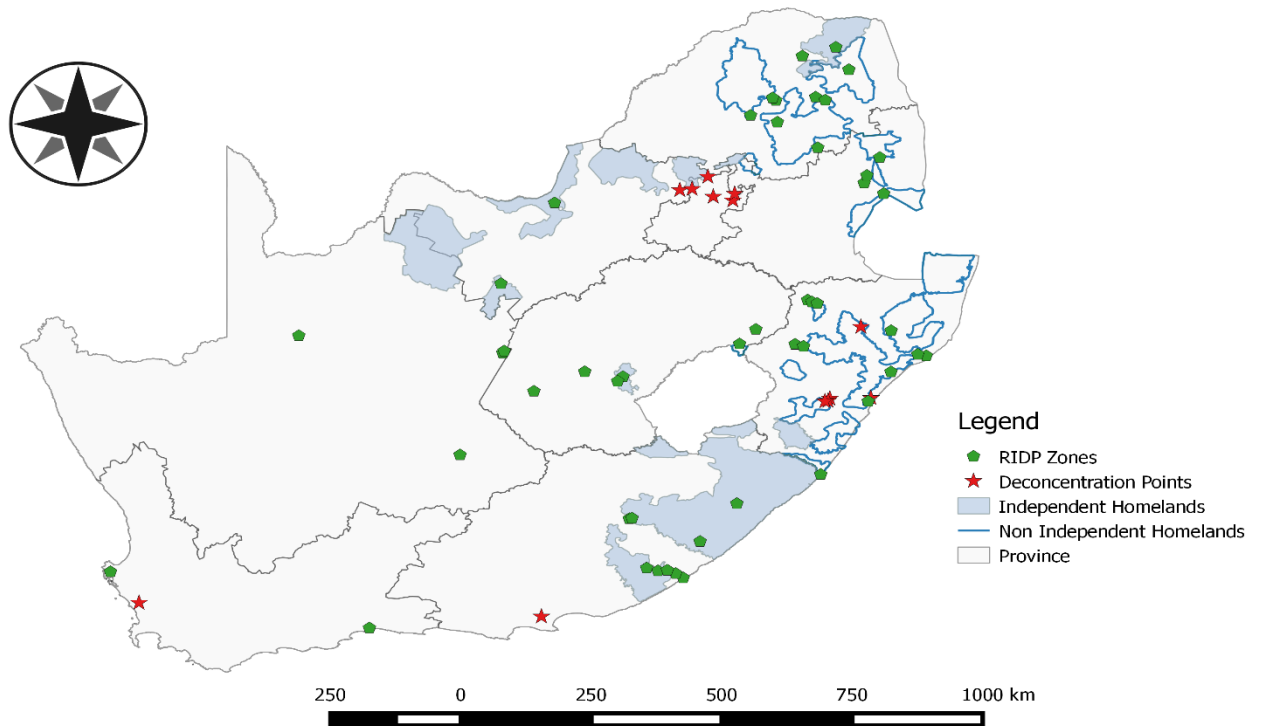 Legend
RIDP Zones
Deconcentration Points
Independent Homelands
Non Independent Homelands
Province
250 0 250 500 750 1000 km